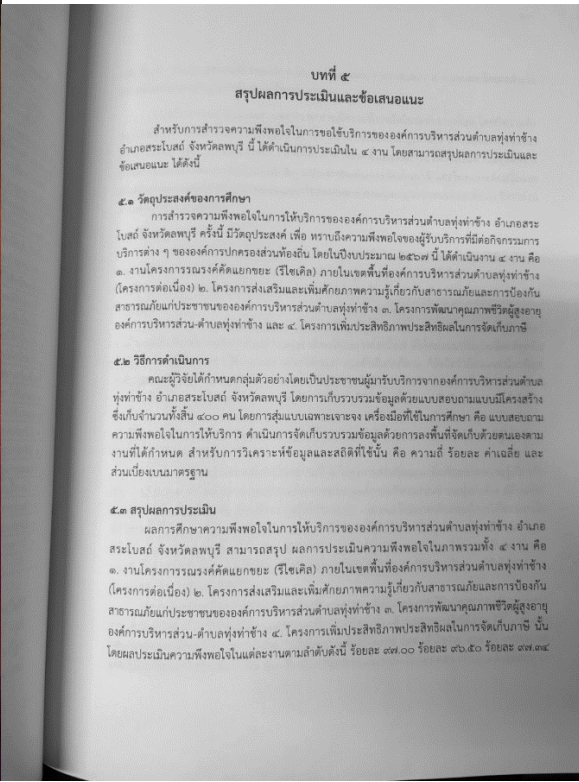 บทที่ ๕
สรุปผลการประเมินและข้อเสนอแนะ
สำหรับการสำรวจความพึงพอใจในการขอใช้บริการขององค์การบริหารส่วนตำบลทุ่งท่าช้าง
อำเภอสระโบสถ์ จังหวัดลพบุรี นี้ ได้ดำเนินการประเมินใน ๔ งาน โดยสามารถสรุปผลการประเมินและ
ข้อเสนอแนะ ได้ดังนี้
๕.๑ วัตถุประสงค์ของการศึกษา
การสำรวจความพึงพอใจในการให้บริการขององค์การบริหารส่วนตำบลทุ่งท่าช้าง อำเภอสระ
โบสถ์ จังหวัดลพบุรี ครั้งนี้ มีวัตถุประสงค์ เพื่อ ทราบถึงความพึงพอใจของผู้รับบริการที่มีต่อกิจกรรมการ
บริการต่าง ๆ ขององค์การปกครองส่วนท้องถิ่น โดยในปีงบประมาณ ๒๕๖๗ นี้ ได้ดำเนินงาน ๔ งาน คือ
๑. งานโครงการรณรงค์คัดแยกขยะ (รีไซเคิล) ภายในเขตพื้นที่องค์การบริหารส่วนตำบลทุ่งท่าช้าง
(โครงการต่อเนื่อง) ๒. โครงการส่งเสริมและเพิ่มศักยภาพความรู้เกี่ยวกับสาธารณภัยและการป้องกัน
สาธารณภัยแก่ประชาชนขององค์การบริหารส่วนตำบลทุ่งท่าช้าง ๓. โครงการพัฒนาคุณภาพชีวิตผู้สูงอายุ
องค์การบริหารส่วน-ตำบลทุ่งท่าช้าง และ ๔. โครงการเพิ่มประสิทธิภาพประสิทธิผลในการจัดเก็บภาษี
๕.๒ วิธีการดำเนินการ
คณะผู้วิจัยได้กำหนดกลุ่มตัวอย่างโดยเป็นประชาชนผู้มารับบริการจากองค์การบริหารส่วนตำบล
ทุ่งท่าช้าง อำเภอสระโบสถ์ จังหวัดลพบุรี โดยการเก็บรวบรวมข้อมูลด้วยแบบสอบถามแบบมีโครงสร้าง
ซึ่งเก็บจำนวนทั้งสิ้น ๔๐๐ คน โดยการสุ่มแบบเฉพาะเจาะจง เครื่องมือที่ใช้ในการศึกษา คือ แบบสอบถาม
ความพึงพอใจในการให้บริการ ดำเนินการจัดเก็บรวบรวมข้อมูลด้วยการลงพื้นที่จัดเก็บด้วยตนเองตาม
งานที่ได้กำหนด สำหรับการวิเคราะห์ข้อมูลและสถิติที่ใช้นั้น คือ ความถี่ ร้อยละ ค่าเฉลี่ย และ
ส่วนเบี่ยงเบนมาตรฐาน
๕.๓ สรุปผลการประเมิน
ผลการศึกษาความพึงพอใจในการให้บริการขององค์การบริหารส่วนตำบลทุ่งท่าช้าง อำเภอ
สระโบสถ์ จังหวัดลพบุรี สามารถสรุป ผลการประเมินความพึงพอใจในภาพรวมทั้ง ๔ งาน คือ
๑. งานโครงการรณรงค์คัดแยกขยะ (รีไซเคิล) ภายในเขตพื้นที่องค์การบริหารส่วนตำบลทุ่งท่าช้าง
(โครงการต่อเนื่อง) ๒. โครงการส่งเสริมและเพิ่มศักยภาพความรู้เกี่ยวกับสาธารณภัยและการป้องกัน
สาธารณภัยแก่ประชาชนขององค์การบริหารส่วนตำบลทุ่งท่าช้าง ๓. โครงการพัฒนาคุณภาพชีวิตผู้สูงอายุ
องค์การบริหารส่วน-ตำบลทุ่งท่าช้าง ๔. โครงการเพิ่มประสิทธิภาพประสิทธิผลในการจัดเก็บภาษี นั้น
โดยผลประเมินความพึงพอใจในแต่ละงานตามลำดับดังนี้ ร้อยละ ๙๗.๐๐ ร้อยละ ๙๖.๕๐ ร้อยละ ๙๗.๓๔